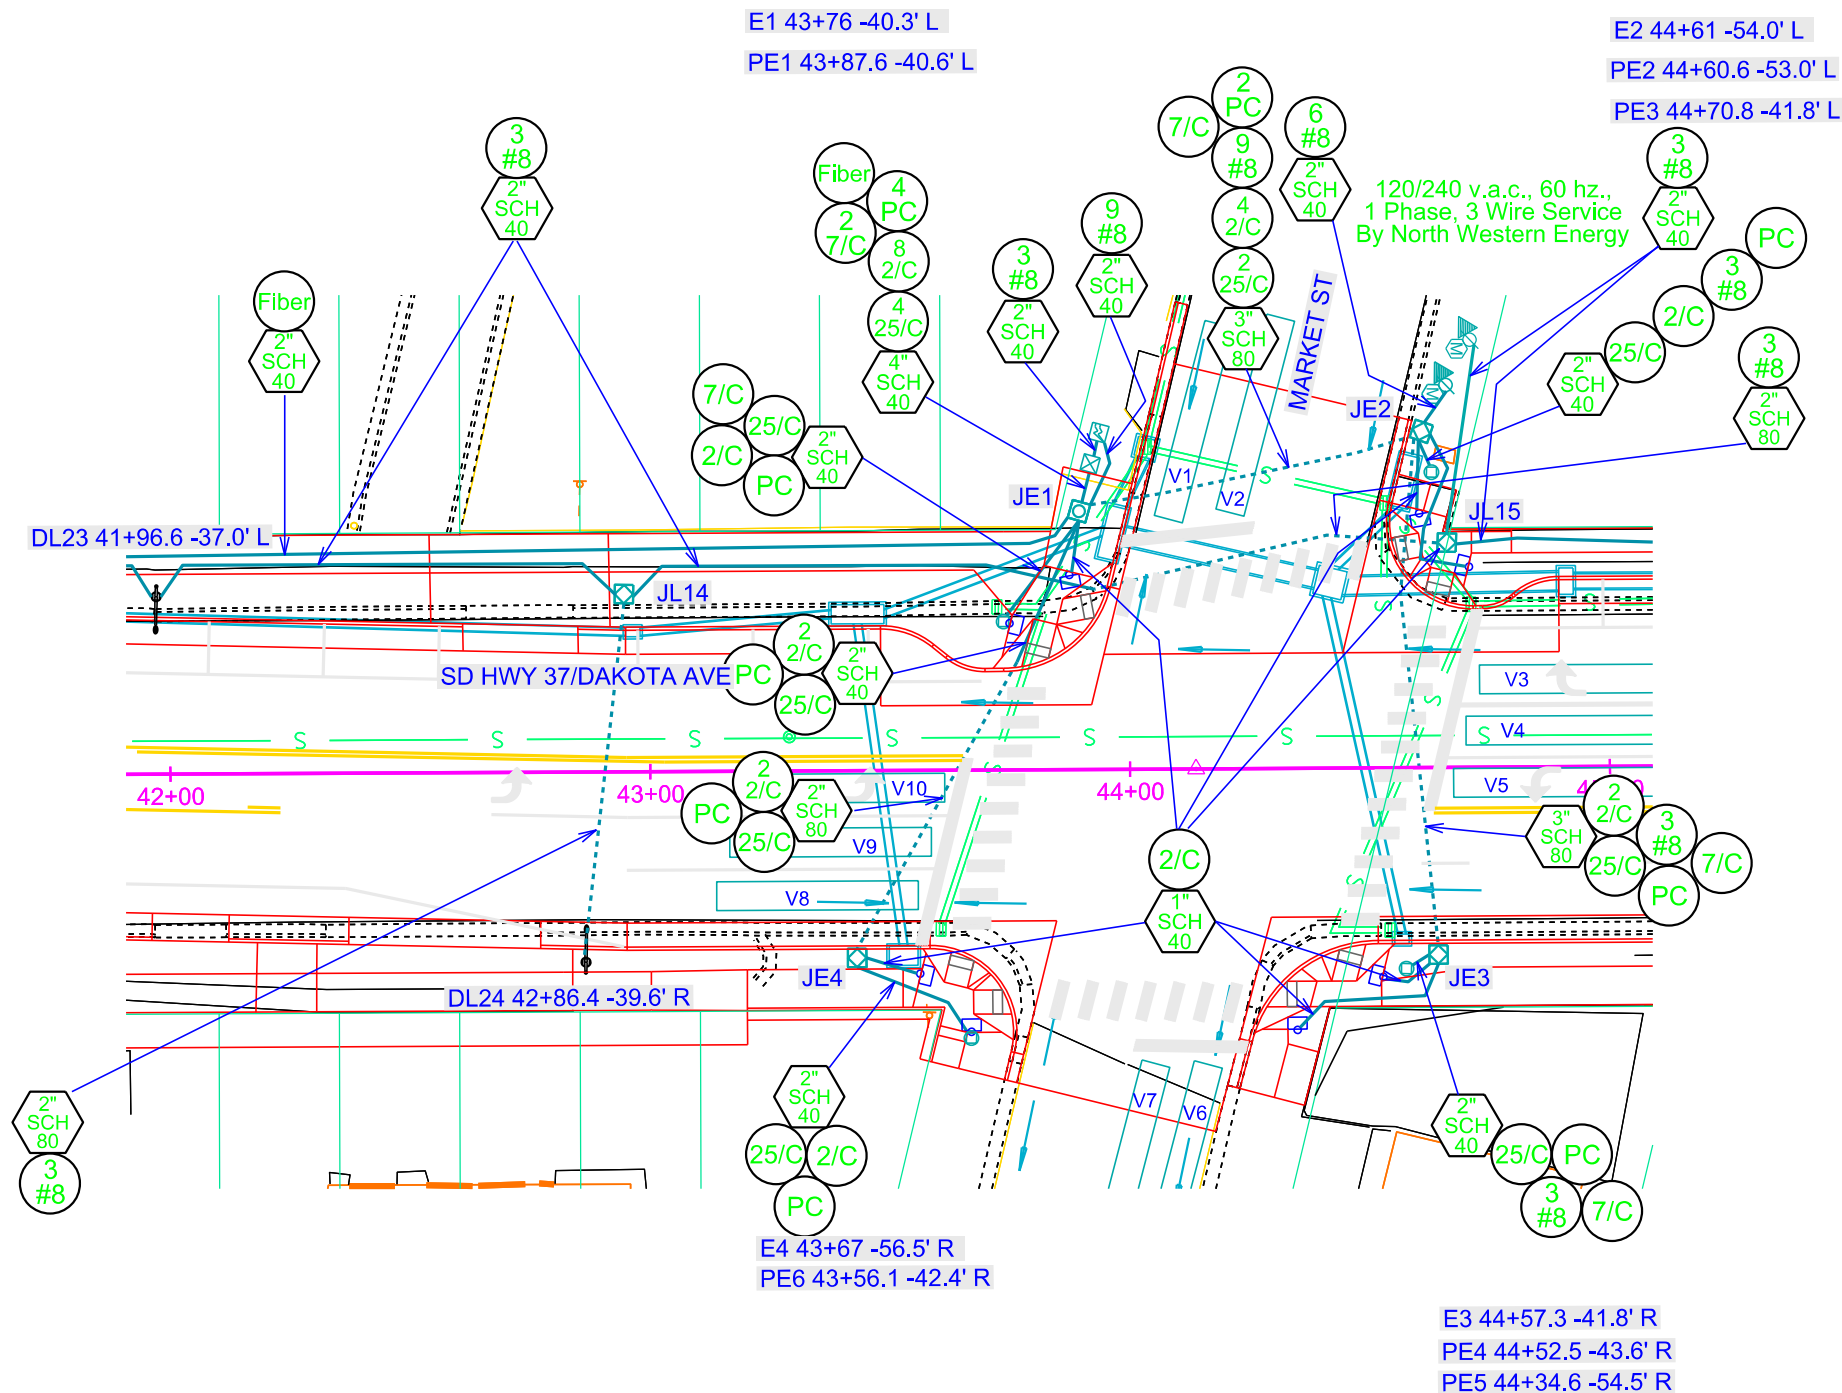 E1 43+76 -40.3' L
PE1 43+87.6 -40.6' L
E2 44+61 -54.0' L
PE2 44+60.6 -53.0' L
PE3 44+70.8 -41.8' L
3
#8
2"
SCH
40
Fiber
2"
SCH
40
Fiber
2
7/C
4
PC
8
2/C
4
25/C
4"
SCH
40
3
#8
2"
SCH
40
9
#8
2"
SCH
40
7/C
2
PC
9
#8
4
2/C
2
25/C
3"
SCH
80
6
#8
2"
SCH
40
120/240 v.a.c., 60 hz.,
1 Phase, 3 Wire Service
By North Western Energy
3
#8
2"
SCH
40
PC
3
#8
2/C
25/C
2"
SCH
40
3
#8
2"
SCH
80
7/C
25/C
2/C
PC
2"
SCH
40
MARKET ST
JE2
JE1
V1
V2
S
S
S
M
M
M
JL15
DL23 41+96.6 -37.0' L
JL14
S
S
S
S
2
2/C
PC
25/C
2"
SCH
40
SD HWY 37/DAKOTA AVE
V3
V4
V5
S
S
S
S
S
S
S
S
S
42+00
43+00
44+00
2
2/C
PC
25/C
2"
SCH
80
V10
V9
V8
S
S
S
2/C
1"
SCH
40
3"
SCH
80
2
2/C
25/C
3
#8
PC
7/C
JE4
JE3
DL24 42+86.4 -39.6' R
V7
V6
2"
SCH
80
3
#8
2"
SCH
40
25/C
2/C
PC
2"
SCH
40
25/C
PC
3
#8
7/C
E4 43+67 -56.5' R
PE6 43+56.1 -42.4' R
E3 44+57.3 -41.8' R
PE4 44+52.5 -43.6' R
PE5 44+34.6 -54.5' R